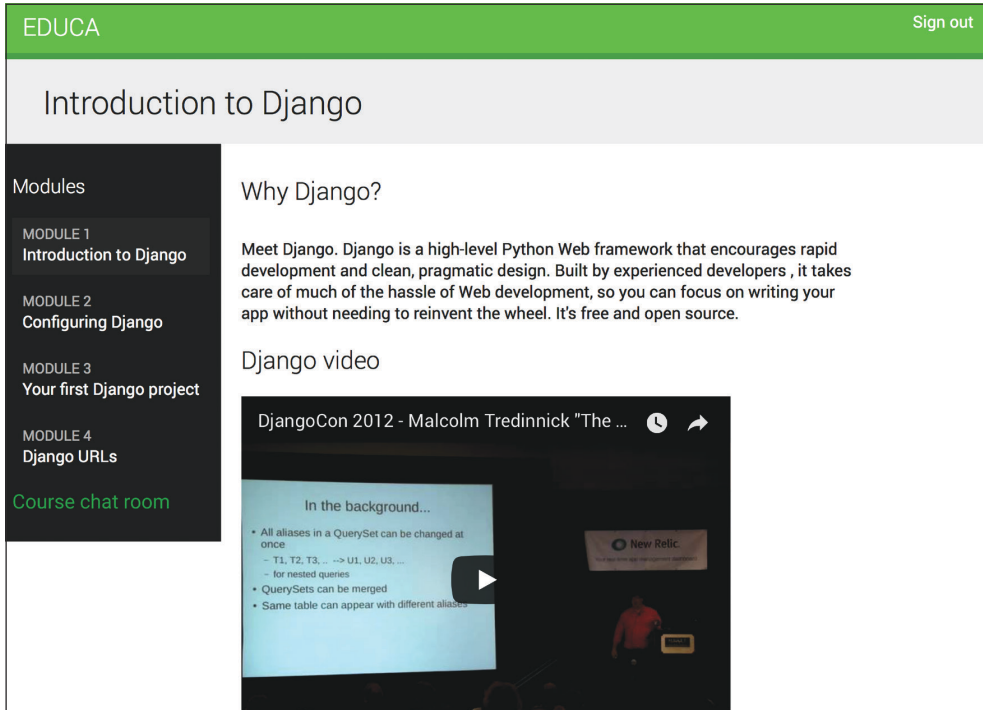 EDUCA
Sign out
Introduction to Django
Modules
MODULE 1
Introduction to Django
MODULE 2
Configuring Django
MODULE 3
Your first Django project
MODULE 4
Django URLs
Course chat room
Why Django?
Meet Django. Django is a high-level Python Web framework that encourages rapid
development and clean, pragmatic design. Built by experienced developers , it takes
care of much of the hassle of Web development, so you can focus on writing your
app without needing to reinvent the wheel. It's free and open source.
Django video
DjangoCon 2012 - Malcolm Tredinnick "The ...
In the background...
• All aliases in a QuerySet can be changed at
once
– T1, T2, T3, .. --> U1, U2, U3, ...
– for nested queries
• QuerySets can be merged
• Same table can appear with different aliases
New Relic.